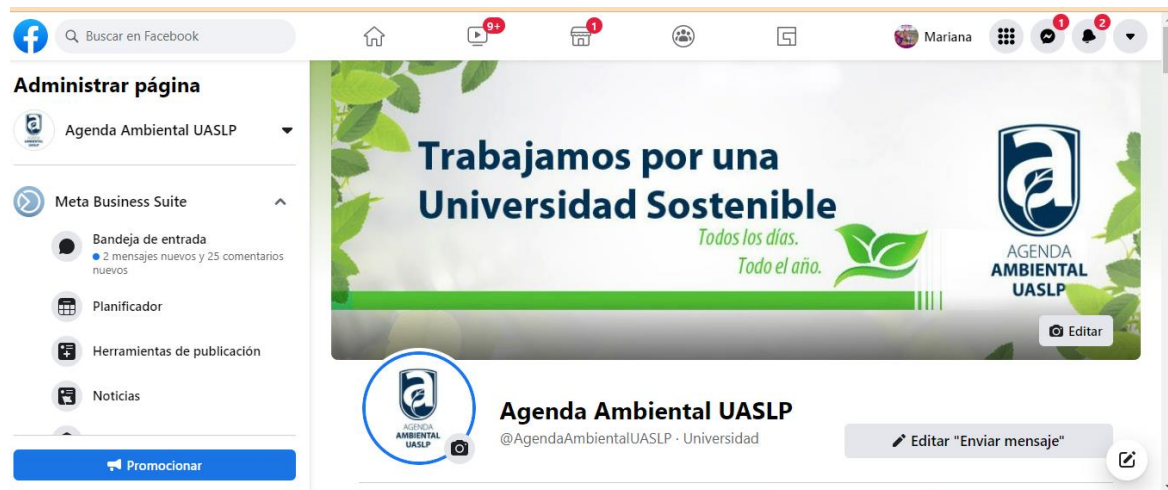 Buscar en Facebook
9+
1
Mariana
1
2
Administrar página
Agenda Ambiental UASLP
Meta Business Suite
Bandeja de entrada
2 mensajes nuevos y 25 comentarios
nuevos
Planificador
Herramientas de publicación
Noticias
Promocionar
Trabajamos por una
Universidad Sostenible
Todos los días.
Todo el año.
a
AGENDA
AMBIENTAL
UASLP
Editar
a
AGENDA
AMBIENTAL
UASLP
Agenda Ambiental UASLP
@AgendaAmbientalUASLP · Universidad
Editar "Enviar mensaje"